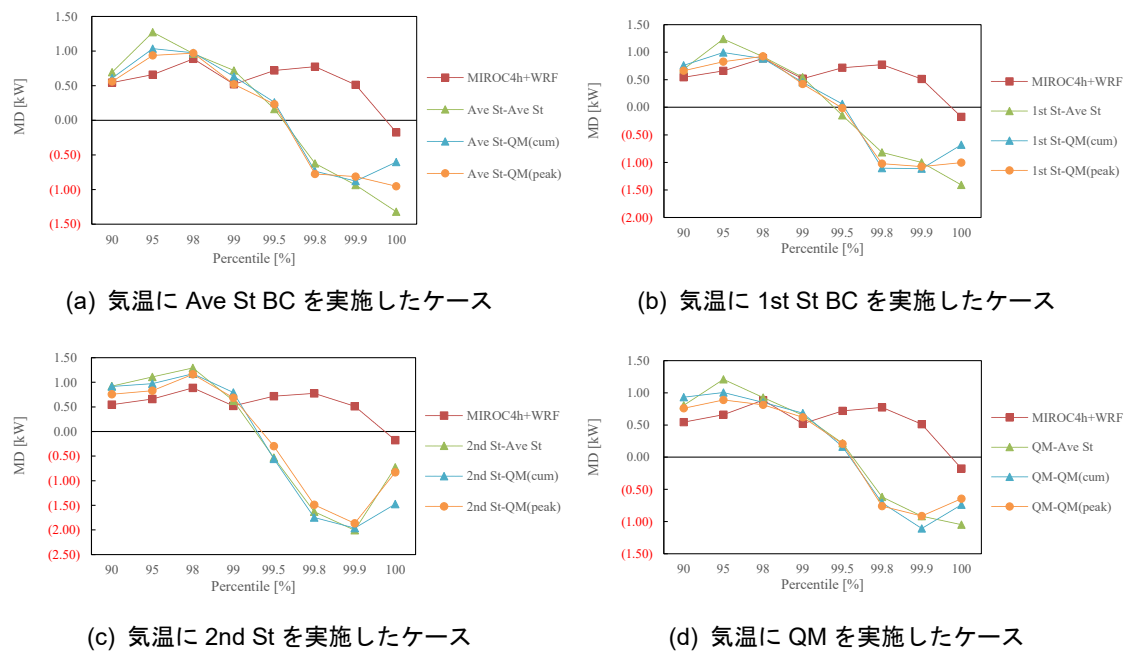 1.50
1.00
0.50
0.00
(0.50)
(1.00)
(1.50)
MD [kW]
90 95 98 99 99.5 99.8 99.9 100
Percentile [%]
MIROC4h+WRF
Ave St-Ave St
Ave St-QM(cum)
Ave St-QM(peak)
(a) 気温に Ave St BC を実施したケース
1.50
1.00
0.50
0.00
(0.50)
(1.00)
(1.50)
(2.00)
MD [kW]
90 95 98 99 99.5 99.8 99.9 100
Percentile [%]
MIROC4h+WRF
1st St-Ave St
1st St-QM(cum)
1st St-QM(peak)
(b) 気温に 1st St BC を実施したケース
1.50
1.00
0.50
0.00
(0.50)
(1.00)
(1.50)
(2.00)
(2.50)
MD [kW]
90 95 98 99 99.5 99.8 99.9 100
Percentile [%]
MIROC4h+WRF
2nd St-Ave St
2nd St-QM(cum)
2nd St-QM(peak)
(c) 気温に 2nd St を実施したケース
1.50
1.00
0.50
0.00
(0.50)
(1.00)
(1.50)
MD [kW]
90 95 98 99 99.5 99.8 99.9 100
Percentile [%]
MIROC4h+WRF
QM-Ave St
QM-QM(cum)
QM-QM(peak)
(d) 気温に QM を実施したケース